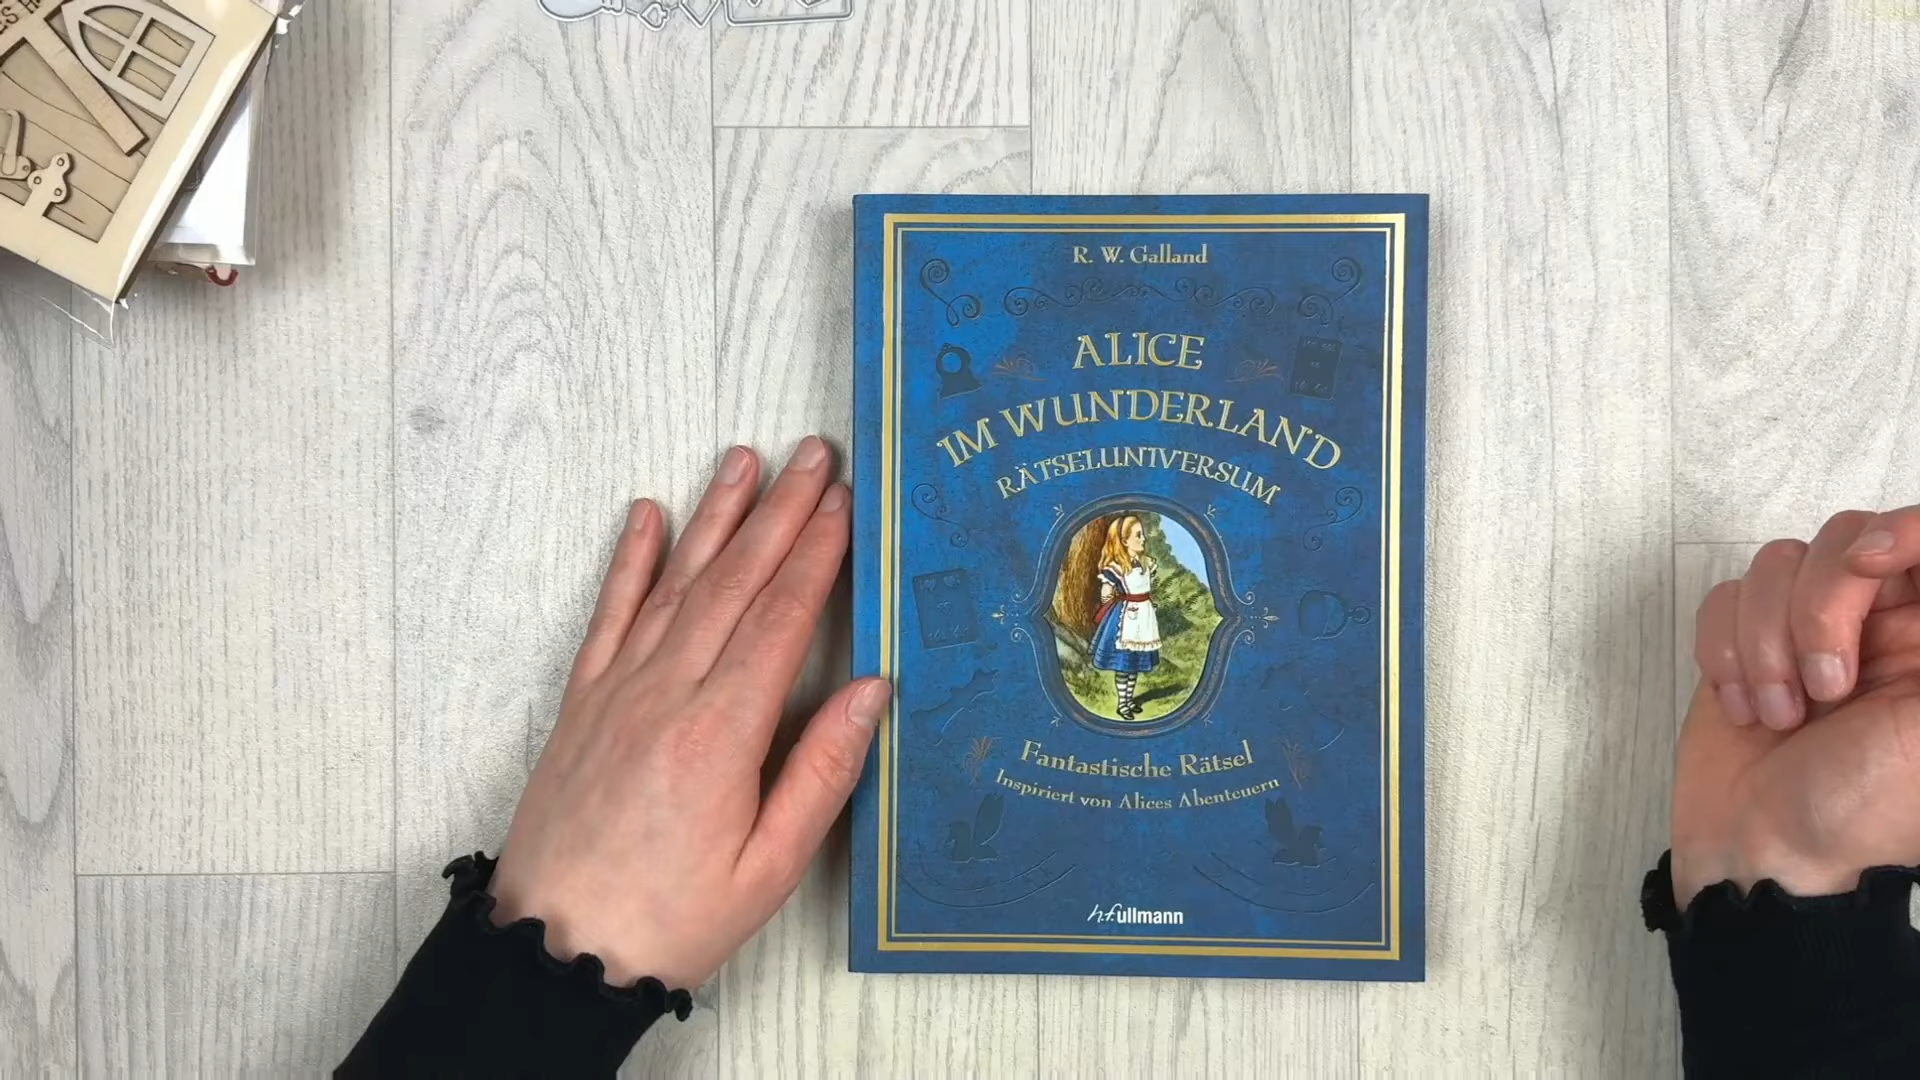 R. W. Galland
ALICE
IM WUNDERLAND
RÄTSELUNIVERSUM
Fantastische Rätsel
Inspiriert von Alices Abenteuern
h.f.ullmann